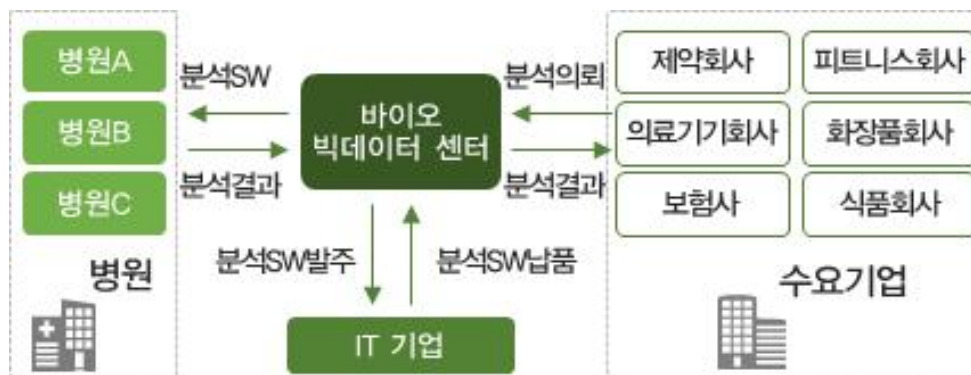 병원A
병원B
병원C
병원
분석SW
분석결과
바이오
빅데이터 센터
분석의뢰
분석결과
분석SW발주
분석SW납품
IT 기업
제약회사
피트니스회사
의료기기회사
화장품회사
보험사
식품회사
수요기업